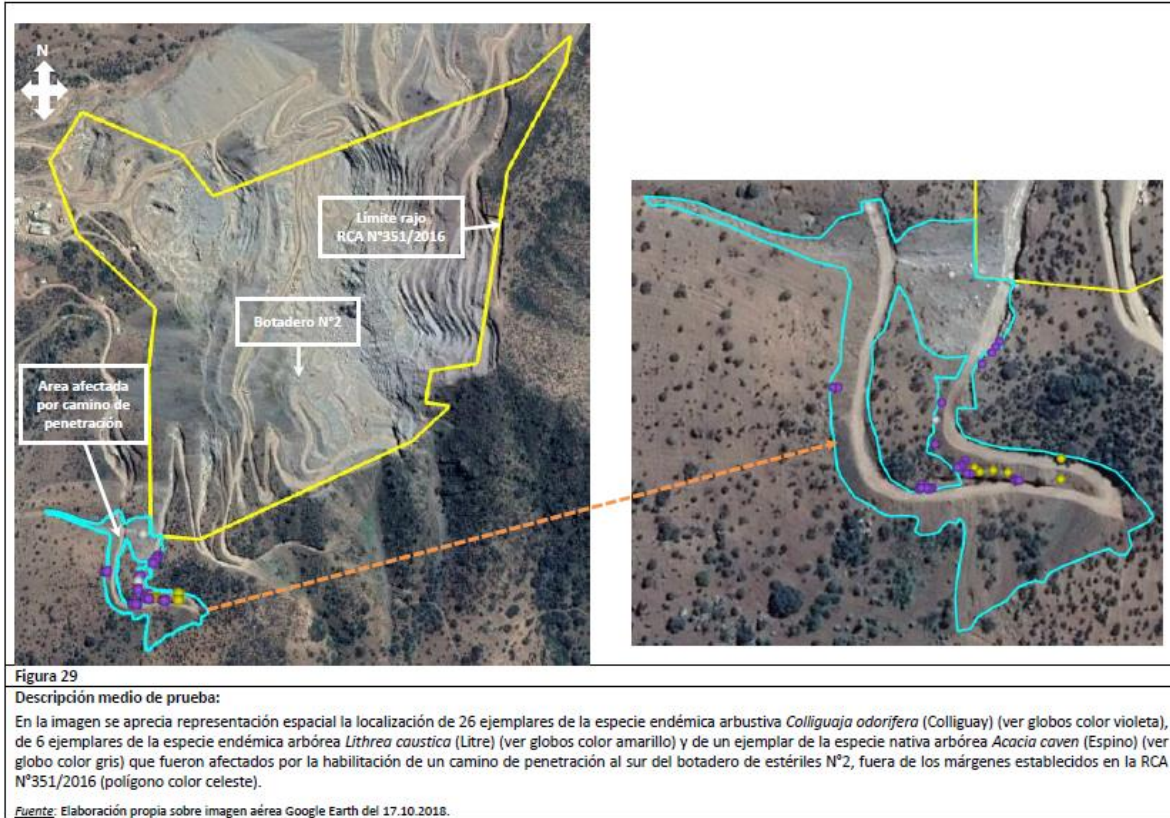 N
Límite rajo
RCA N°351/2016
Botadero N°2
Area afectada
por camino de
penetración
Figura 29
Descripción medio de prueba:
En la imagen se aprecia representación espacial la localización de 26 ejemplares de la especie endémica arbustiva Colliguaja odorifera (Colliguay) (ver globos color violeta),
de 6 ejemplares de la especie endémica arbórea Lithrea caustica (Litre) (ver globos color amarillo) y de un ejemplar de la especie nativa arbórea Acacia caven (Espino) (ver
globo color gris) que fueron afectados por la habilitación de un camino de penetración al sur del botadero de estériles N°2, fuera de los márgenes establecidos en la RCA
N°351/2016 (polígono color celeste).
Fuente: Elaboración propia sobre imagen aérea Google Earth del 17.10.2018.